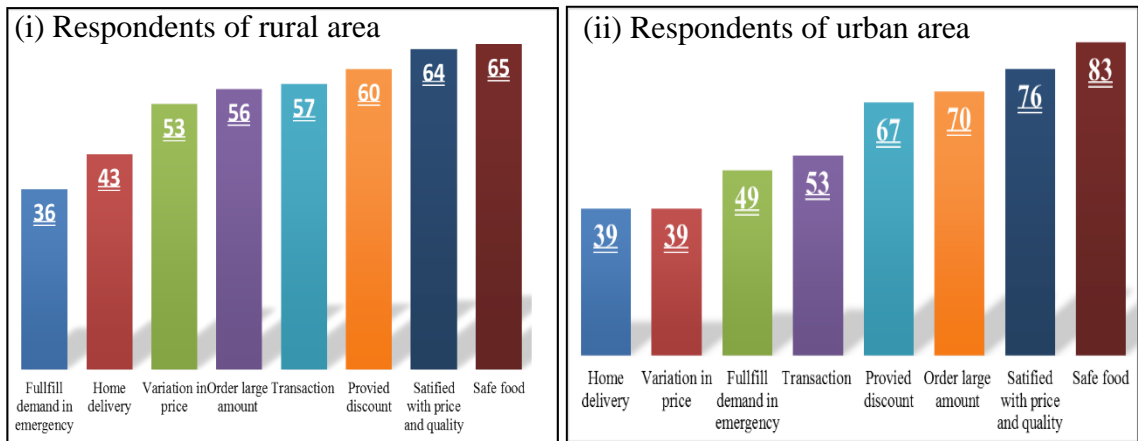 (i) Respondents of rural area
36
43
53
56
57
60
64
65
Fullfill
demand in
emergency
Home
delivery
Variation in
price
Order large
amount
Transaction
Provied
discount
Satified
with price
and quality
Safe food
(ii) Respondents of urban area
39
39
49
53
67
70
76
83
Home
delivery
Variation in
price
Fullfill
demand in
emergency
Transaction
Provied
discount
Order large
amount
Satified
with price
and quality
Safe food